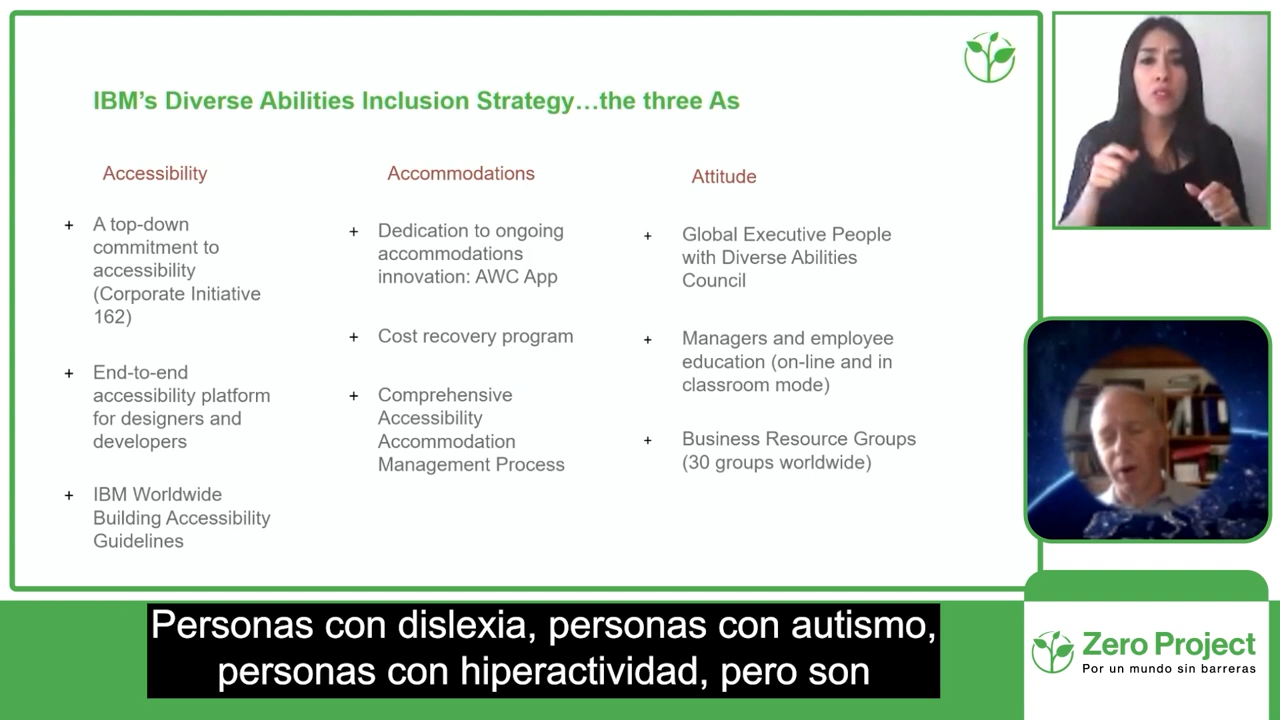 IBM's Diverse Abilities Inclusion Strategy…the three As
Accessibility
+ A top-down
commitment to
accessibility
(Corporate Initiative
162)
+ End-to-end
accessibility platform
for designers and
developers
+ IBM Worldwide
Building Accessibility
Guidelines
Accommodations
+ Dedication to ongoing
accommodations
innovation: AWC App
+ Cost recovery program
+ Comprehensive
Accessibility
Accommodation
Management Process
Attitude
+ Global Executive People
with Diverse Abilities
Council
+ Managers and employee
education (on-line and in
classroom mode)
+ Business Resource Groups
(30 groups worldwide)
Personas con dislexia, personas con autismo,
personas con hiperactividad, pero son
Zero Project
Por un mundo sin barreras